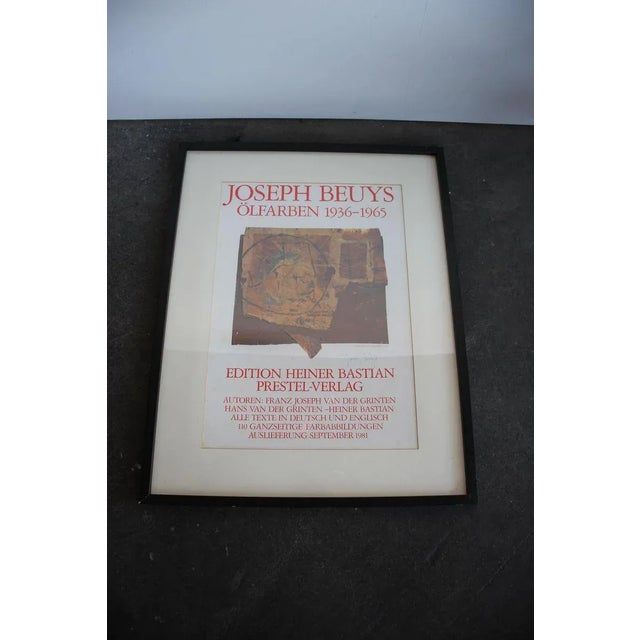 JOSEPH BEUYS
ÖLFARBEN 1936–1965
EDITION HEINER BASTIAN
PRESTEL-VERLAG
AUTOREN: FRANZ JOSEPH VAN DER GRINTEN
HANS VAN DER GRINTEN – HEINER BASTIAN
ALLE TEXTE IN DEUTSCH UND ENGLISCH
110 GANZSEITIGE FARBABBILDUNGEN
AUSLIEFERUNG SEPTEMBER 1981